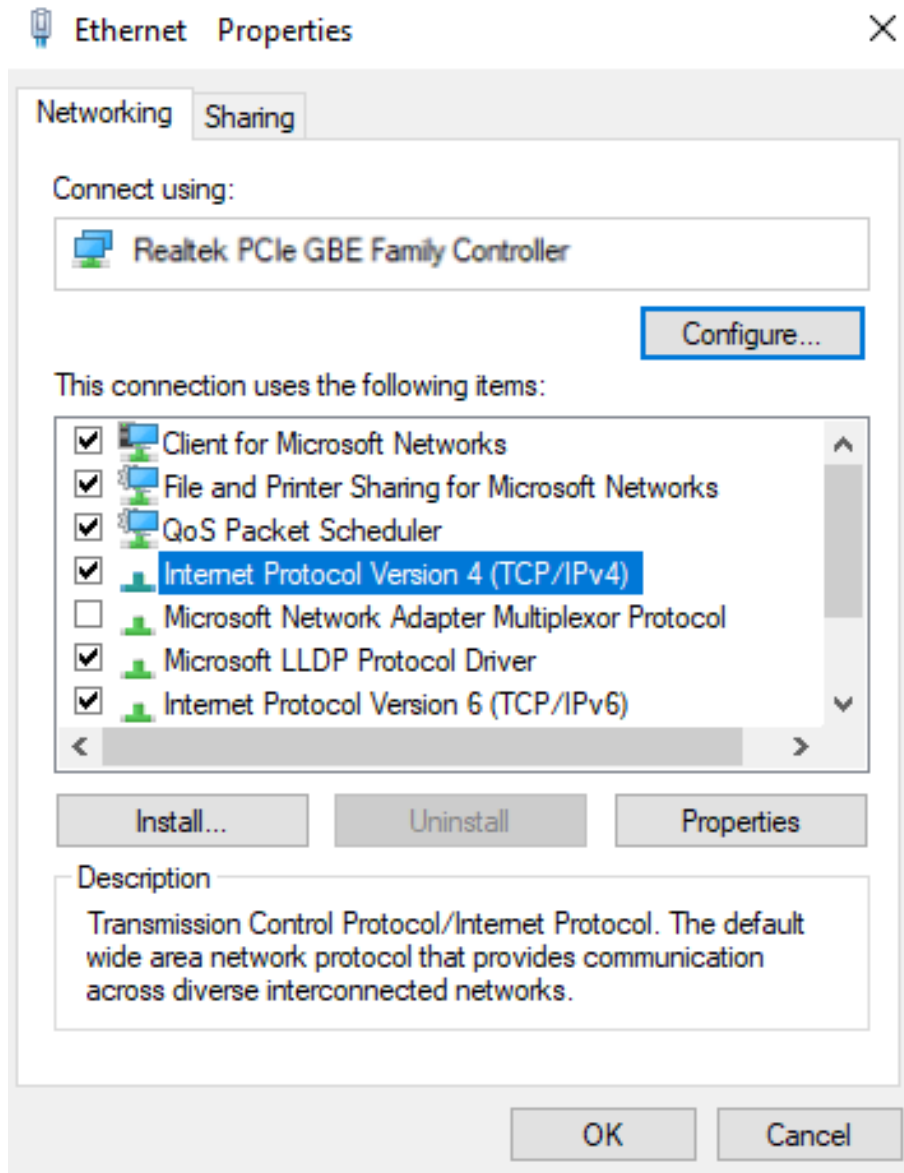 Ethernet Properties
Networking
Sharing
Connect using:
Realtek PCIe GBE Family Controller
Configure...
This connection uses the following items:
Client for Microsoft Networks
File and Printer Sharing for Microsoft Networks
QoS Packet Scheduler
Internet Protocol Version 4 (TCP/IPv4)
Microsoft Network Adapter Multiplexor Protocol
Microsoft LLDP Protocol Driver
Internet Protocol Version 6 (TCP/IPv6)
Install...
Uninstall
Properties
Description
Transmission Control Protocol/Internet Protocol. The default
wide area network protocol that provides communication
across diverse interconnected networks.
OK
Cancel